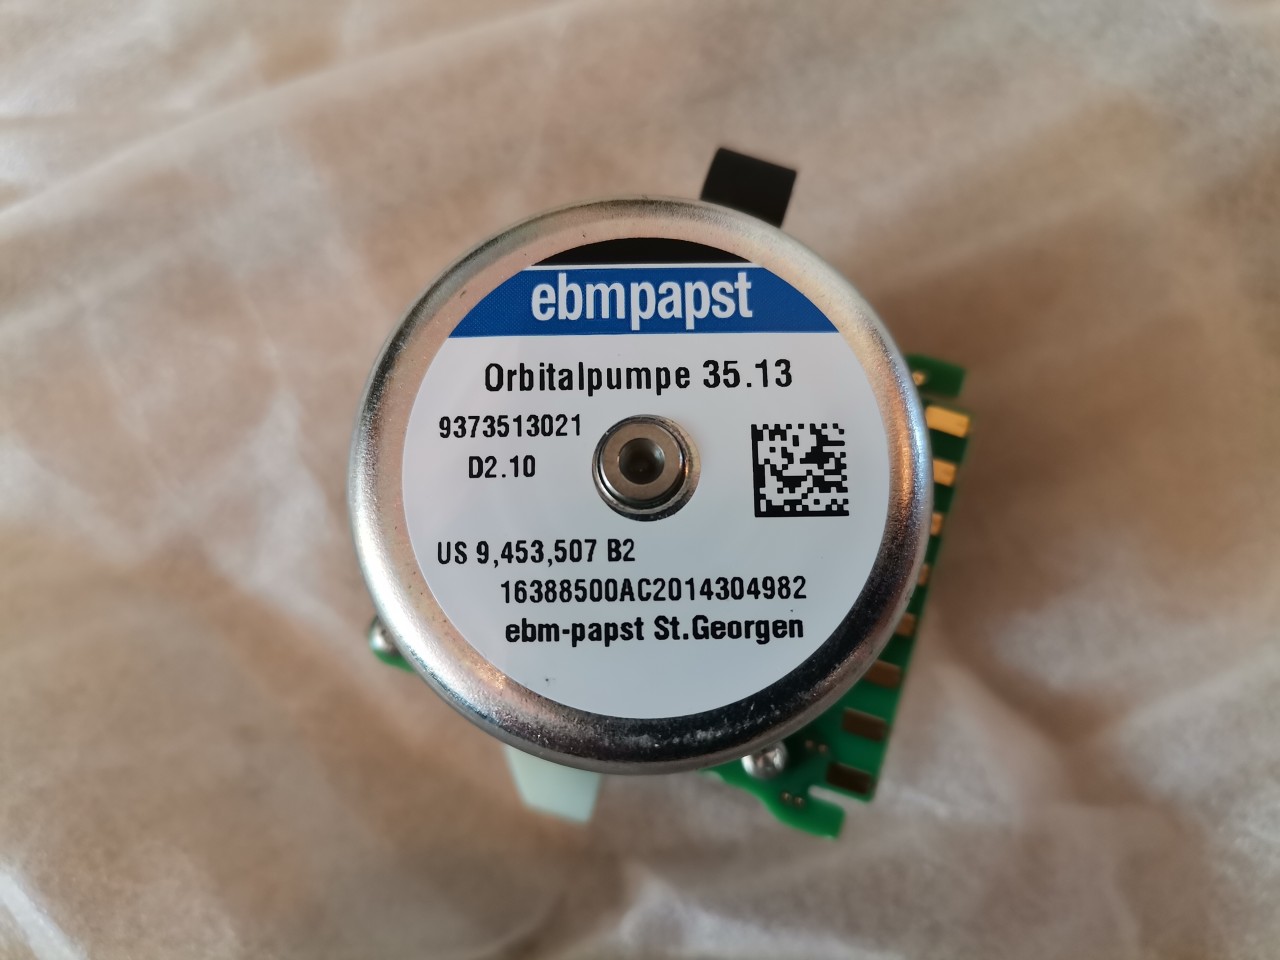 ebmpapst
Orbitalpumpe 35.13
9373513021
D2.10
US 9,453,507 B2
16388500AC2014304982
ebm-papst St.Georgen